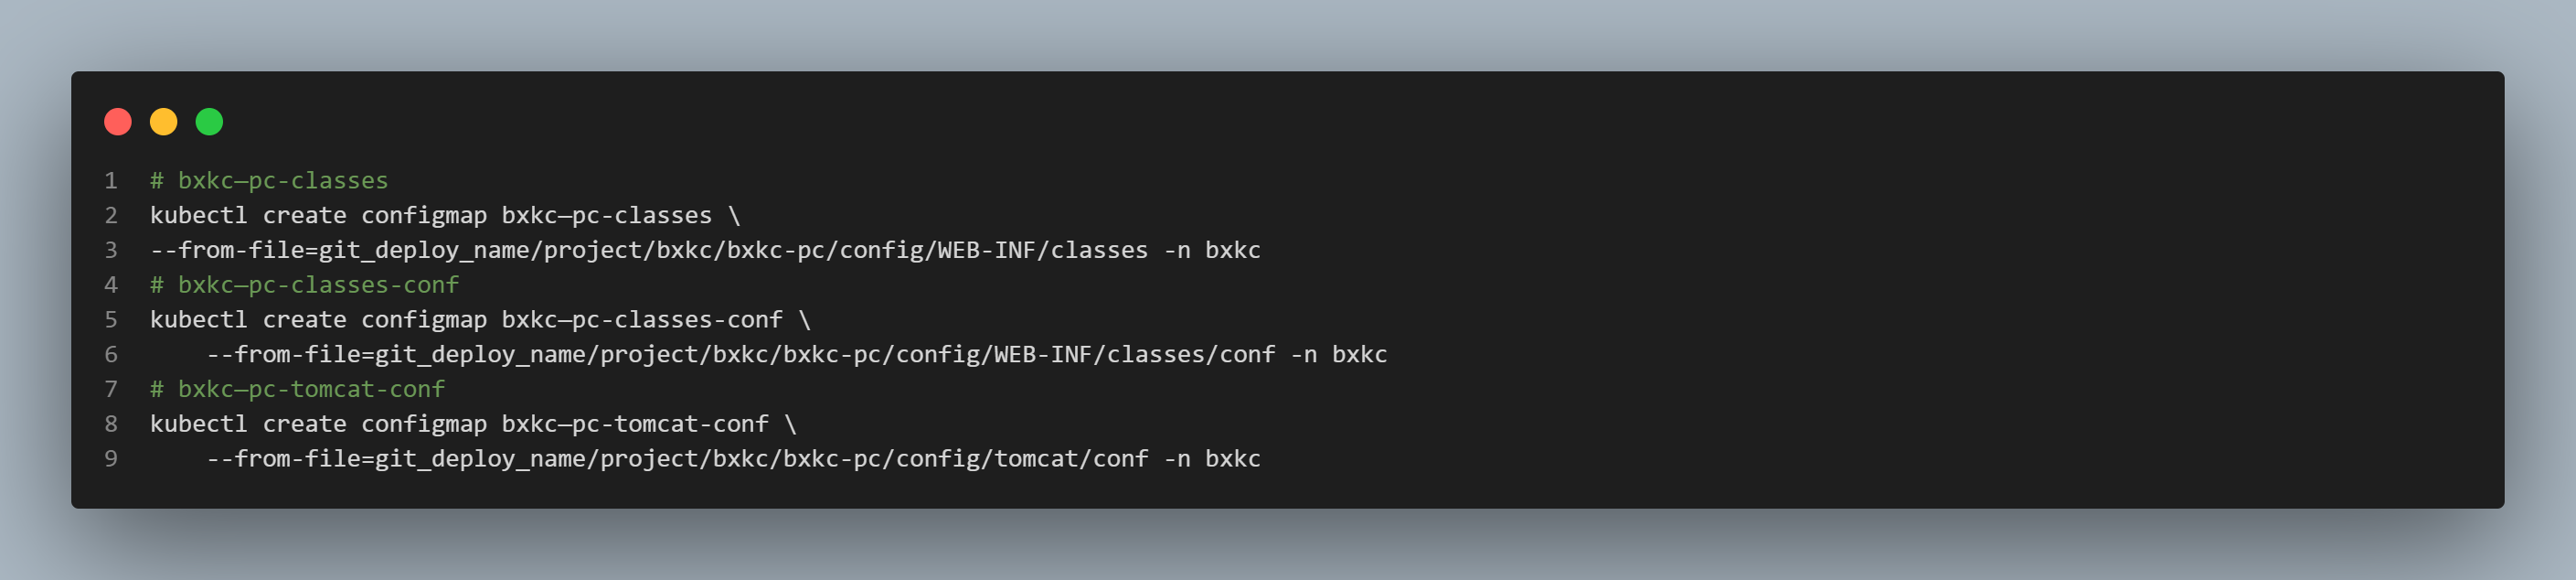 1 # bxkc—pc-classes
2 kubectl create configmap bxkc—pc-classes \
3 --from-file=git_deploy_name/project/bxkc/bxkc-pc/config/WEB-INF/classes -n bxkc
4 # bxkc—pc-classes-conf
5 kubectl create configmap bxkc—pc-classes-conf \
6     --from-file=git_deploy_name/project/bxkc/bxkc-pc/config/WEB-INF/classes/conf -n bxkc
7 # bxkc—pc-tomcat-conf
8 kubectl create configmap bxkc—pc-tomcat-conf \
9     --from-file=git_deploy_name/project/bxkc/bxkc-pc/config/tomcat/conf -n bxkc